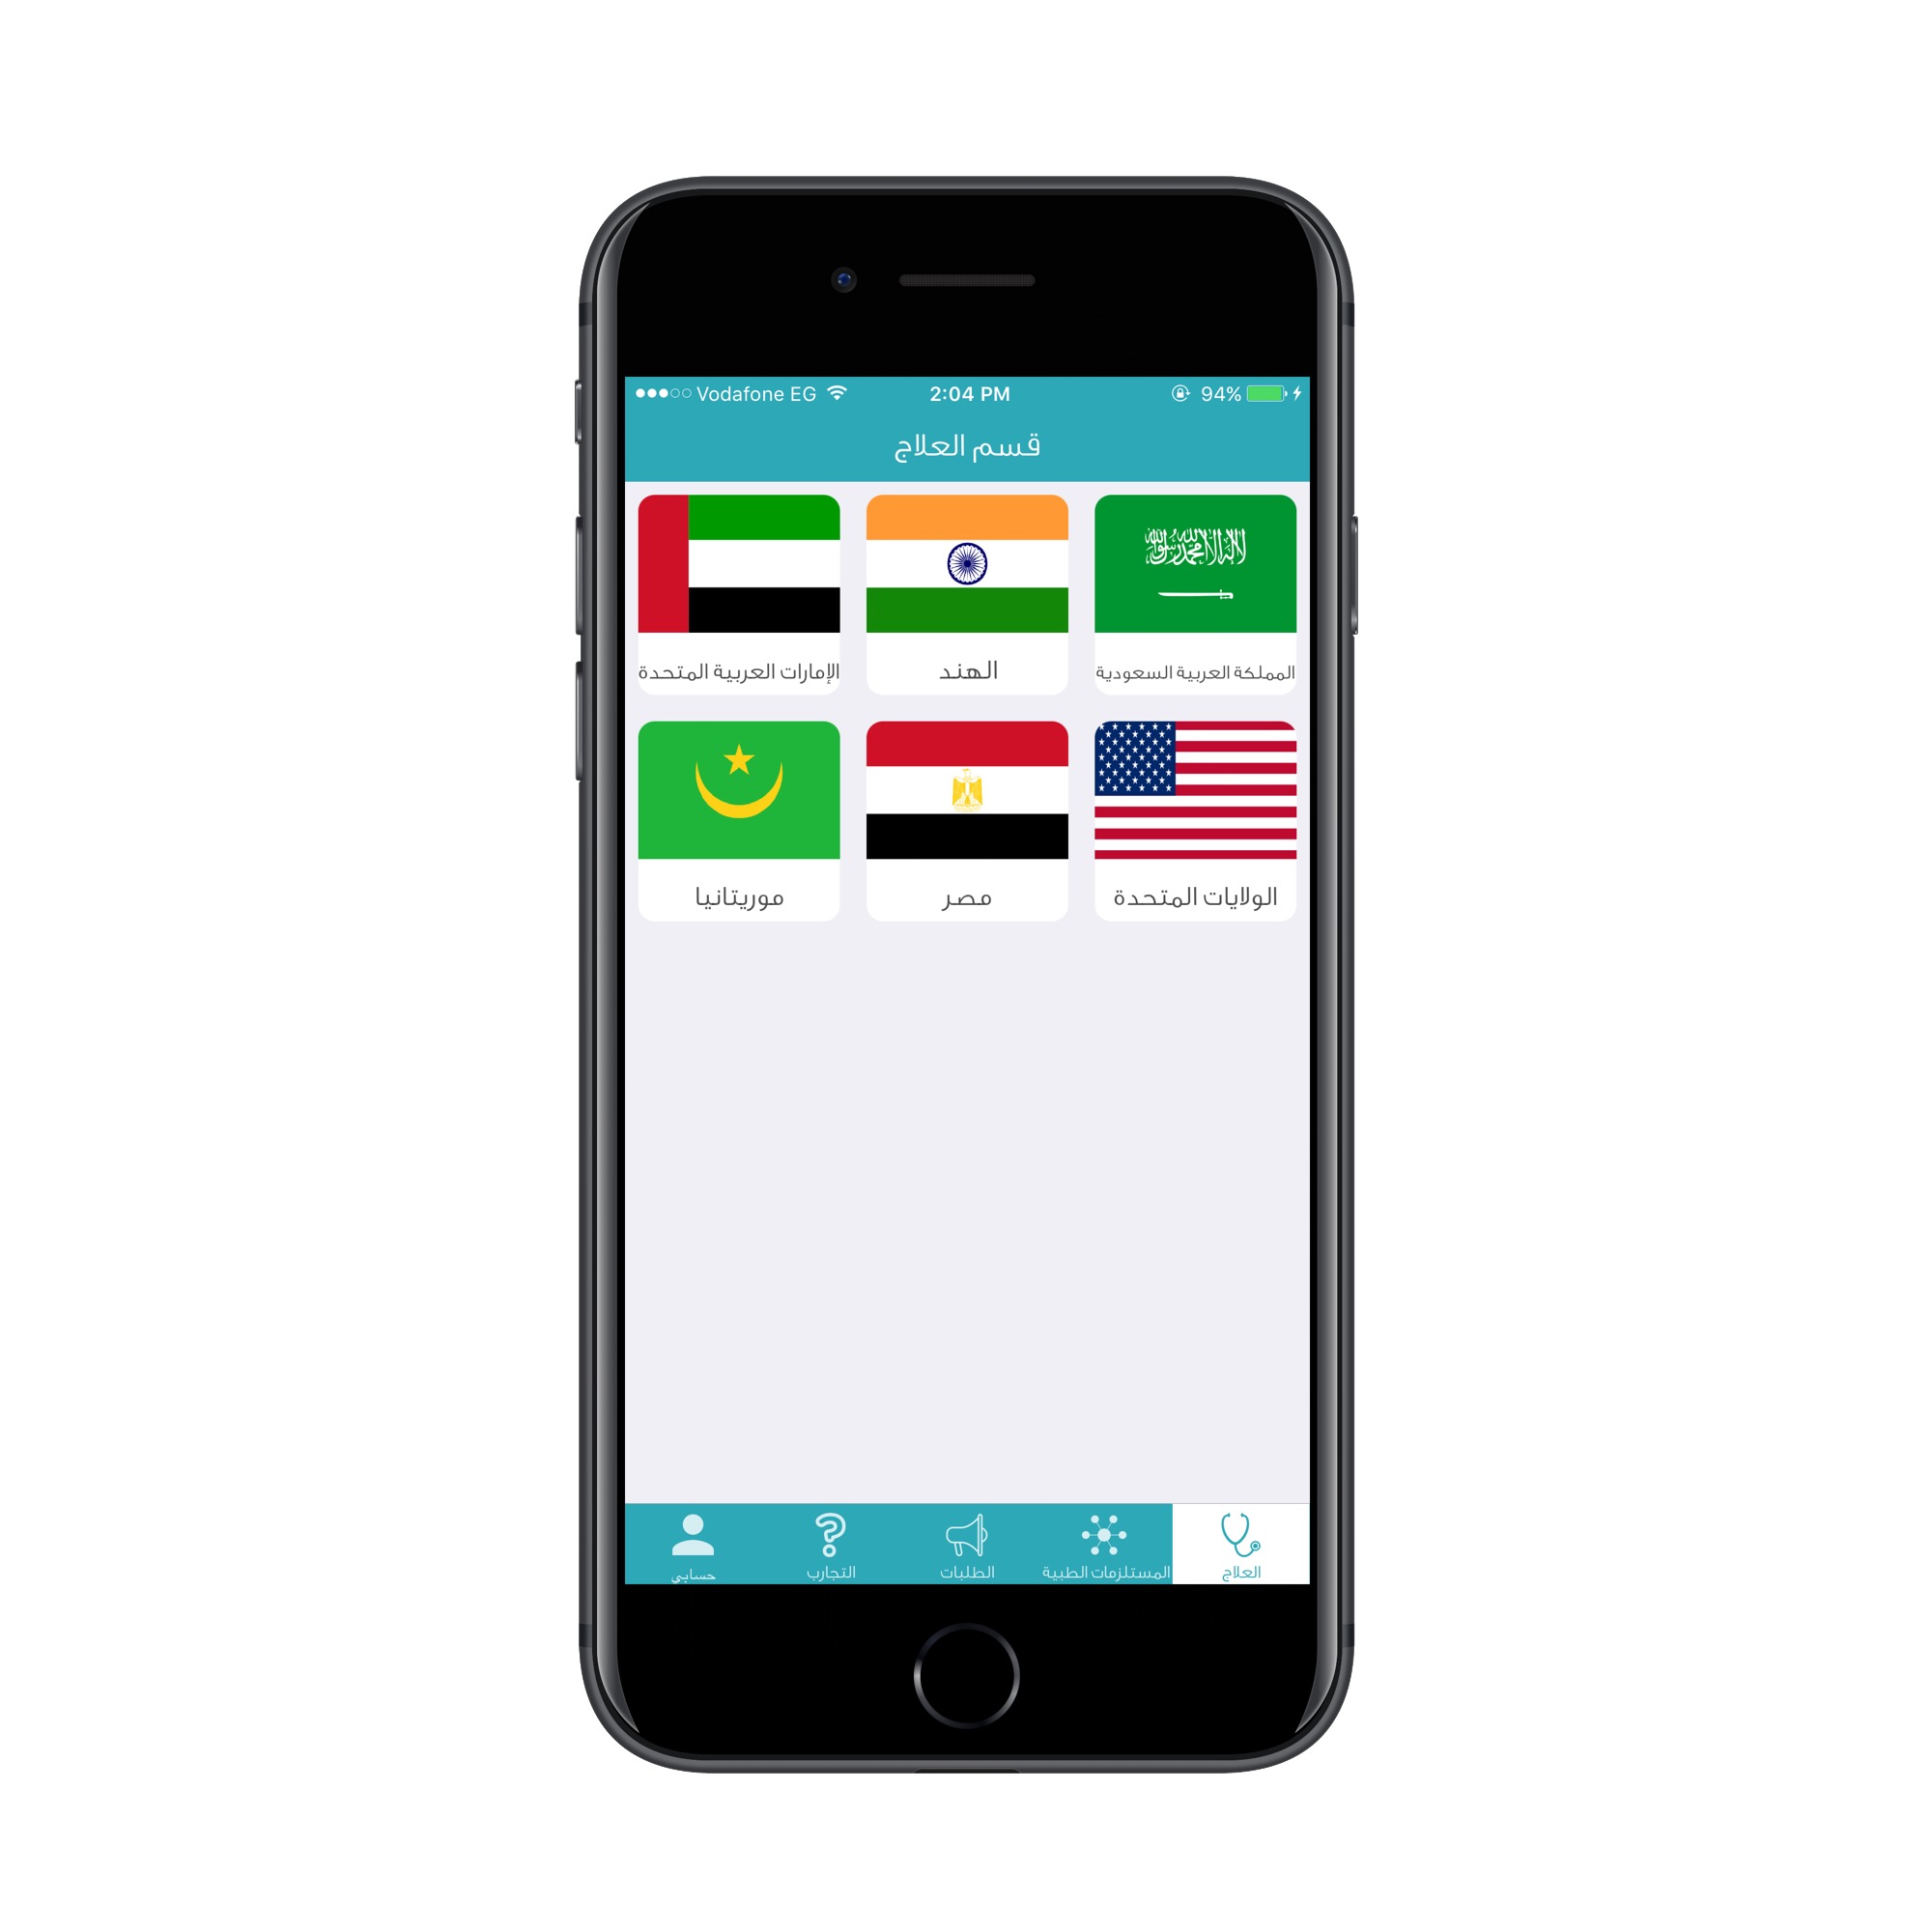 Vodafone EG 2:04 PM 94%
قسم العلاج
لا إله إلا الله محمد رسول الله
المملكة العربية السعودية
الهند
الإمارات العربية المتحدة
الولايات المتحدة
مصر
موريتانيا
العلاج
المستلزمات الطبية
الطلبات
التجارب
حسابي